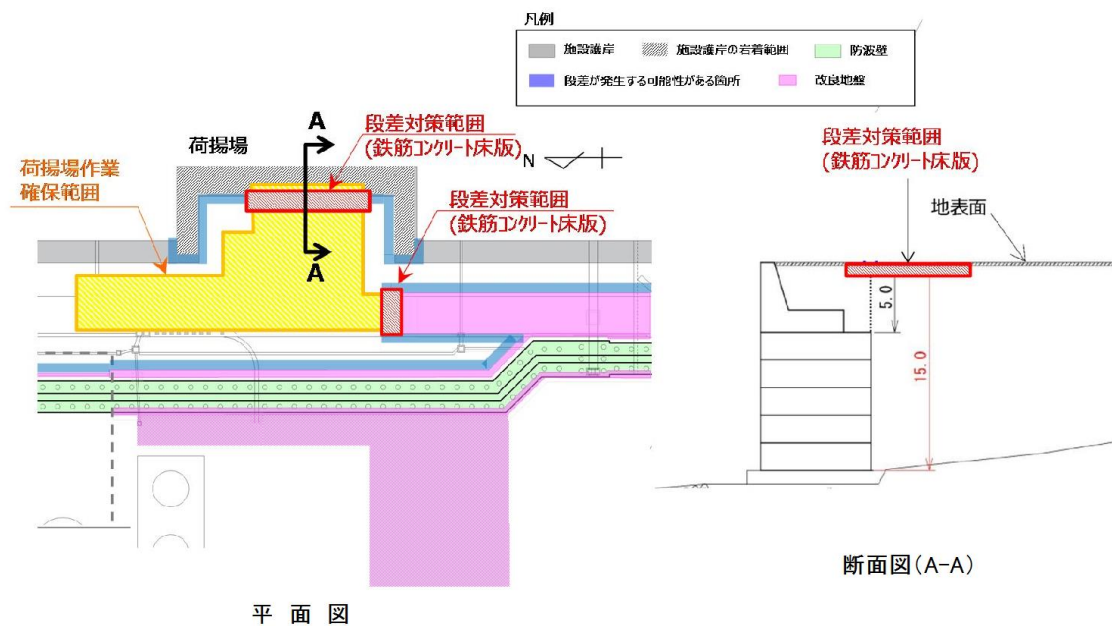 凡例
施設護岸
施設護岸の岩着範囲
防波壁
段差が発生する可能性がある箇所
改良地盤
A
段差対策範囲
(鉄筋コンクリート床版)
荷揚場
N
荷揚場作業
確保範囲
段差対策範囲
(鉄筋コンクリート床版)
A
段差対策範囲
(鉄筋コンクリート床版)
地表面
5.0
15.0
断面図(A-A)
平 面 図